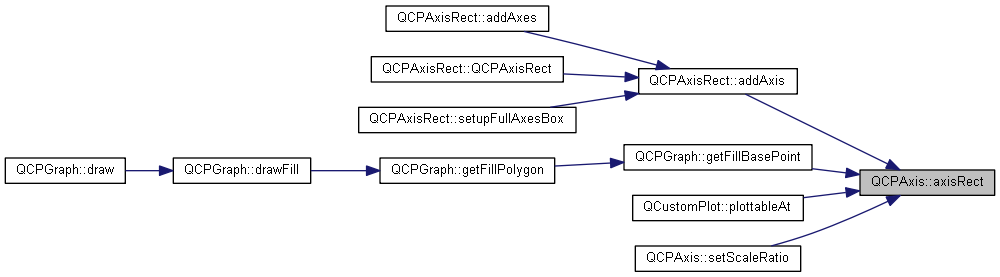 QCPAxisRect::addAxes
QCPAxisRect::QCPAxisRect
QCPAxisRect::addAxis
QCPAxisRect::setupFullAxesBox
QCPGraph::draw
QCPGraph::drawFill
QCPGraph::getFillPolygon
QCPGraph::getFillBasePoint
QCPAxis::axisRect
QCustomPlot::plottableAt
QCPAxis::setScaleRatio